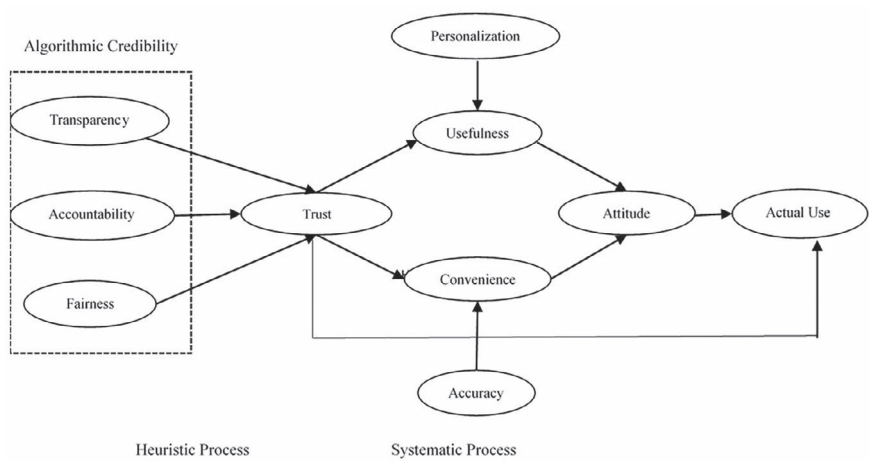 Personalization
Algorithmic Credibility
Transparency
Usefulness
Accountability
Trust
Attitude
Actual Use
Convenience
Fairness
Accuracy
Heuristic Process
Systematic Process